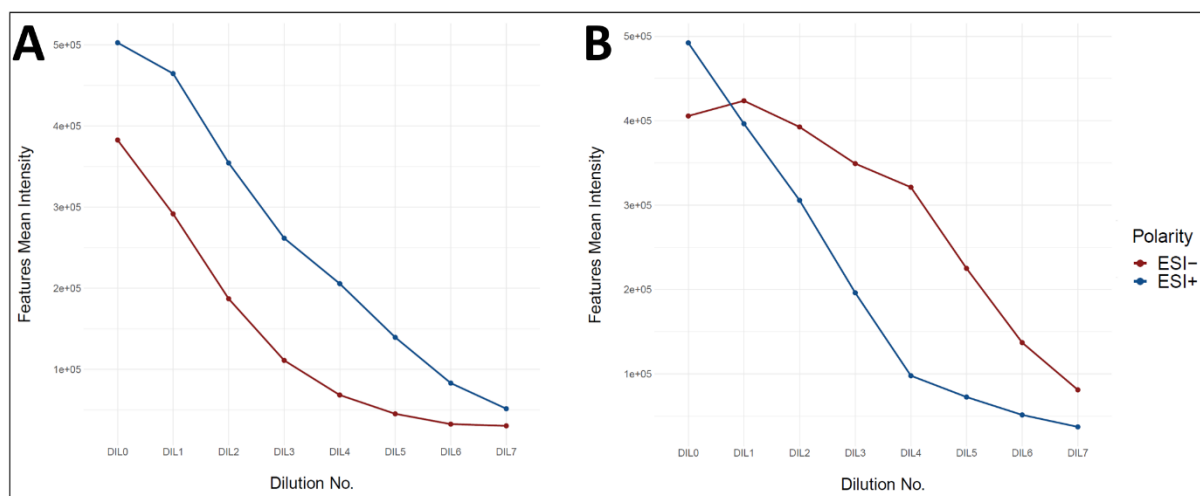 A
Features Mean Intensity
5e+05
4e+05
3e+05
2e+05
1e+05
DIL0 DIL1 DIL2 DIL3 DIL4 DIL5 DIL6 DIL7
Dilution No.
B
Features Mean Intensity
5e+05
4e+05
3e+05
2e+05
1e+05
DIL0 DIL1 DIL2 DIL3 DIL4 DIL5 DIL6 DIL7
Dilution No.
Polarity
ESI−
ESI+